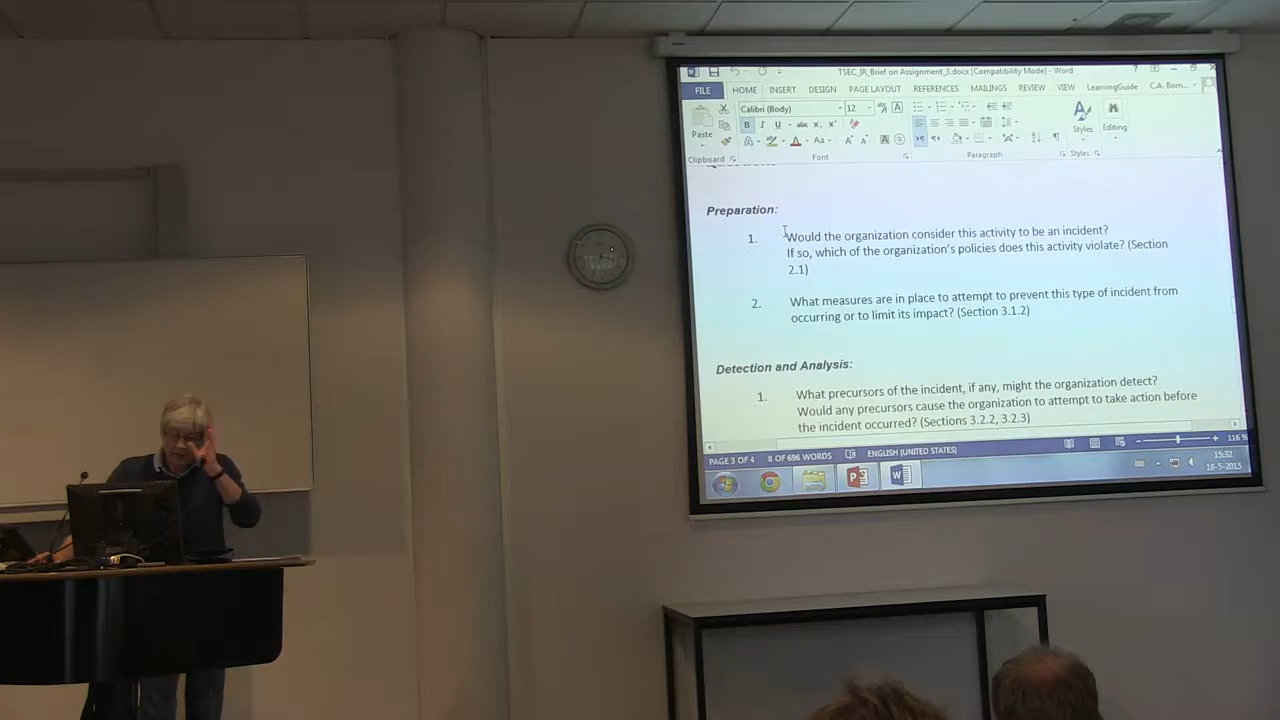 TSEC_IR_Brief on Assignment_3.docx [Compatibility Mode] - Word
FILE HOME INSERT DESIGN PAGE LAYOUT REFERENCES MAILINGS REVIEW VIEW LearningGuide C.A. Bom...
Calibri (Body) 12
Paste
Styles
Editing
Clipboard Font Paragraph Styles
Preparation:
1. Would the organization consider this activity to be an incident?
If so, which of the organization's policies does this activity violate? (Section
2.1)
2. What measures are in place to attempt to prevent this type of incident from
occurring or to limit its impact? (Section 3.1.2)
Detection and Analysis:
1. What precursors of the incident, if any, might the organization detect?
Would any precursors cause the organization to attempt to take action before
the incident occurred? (Sections 3.2.2, 3.2.3)
PAGE 3 OF 4 8 OF 696 WORDS ENGLISH (UNITED STATES) 116 %
15:32
18-5-2015